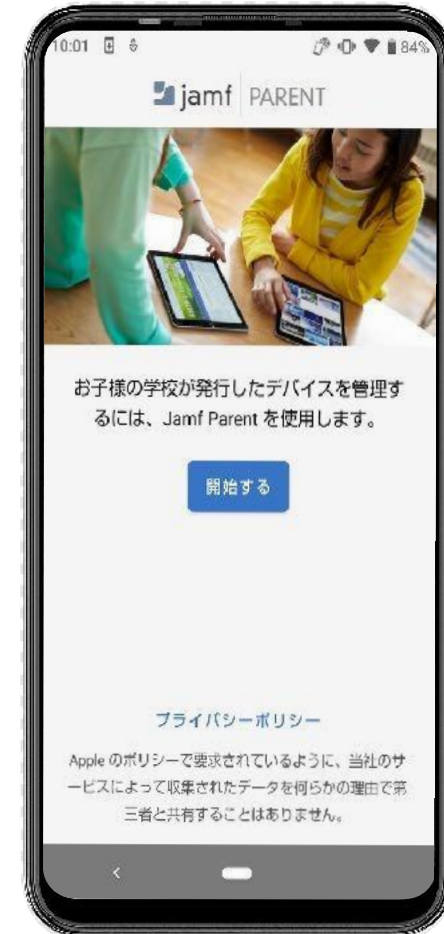 10:01
84%
jamf PARENT
お子様の学校が発行したデバイスを管理す
るには、Jamf Parent を使用します。
開始する
プライバシーポリシー
Apple のポリシーで要求されているように、当社のサ
ービスによって収集されたデータを何らかの理由で第
三者と共有することはありません。